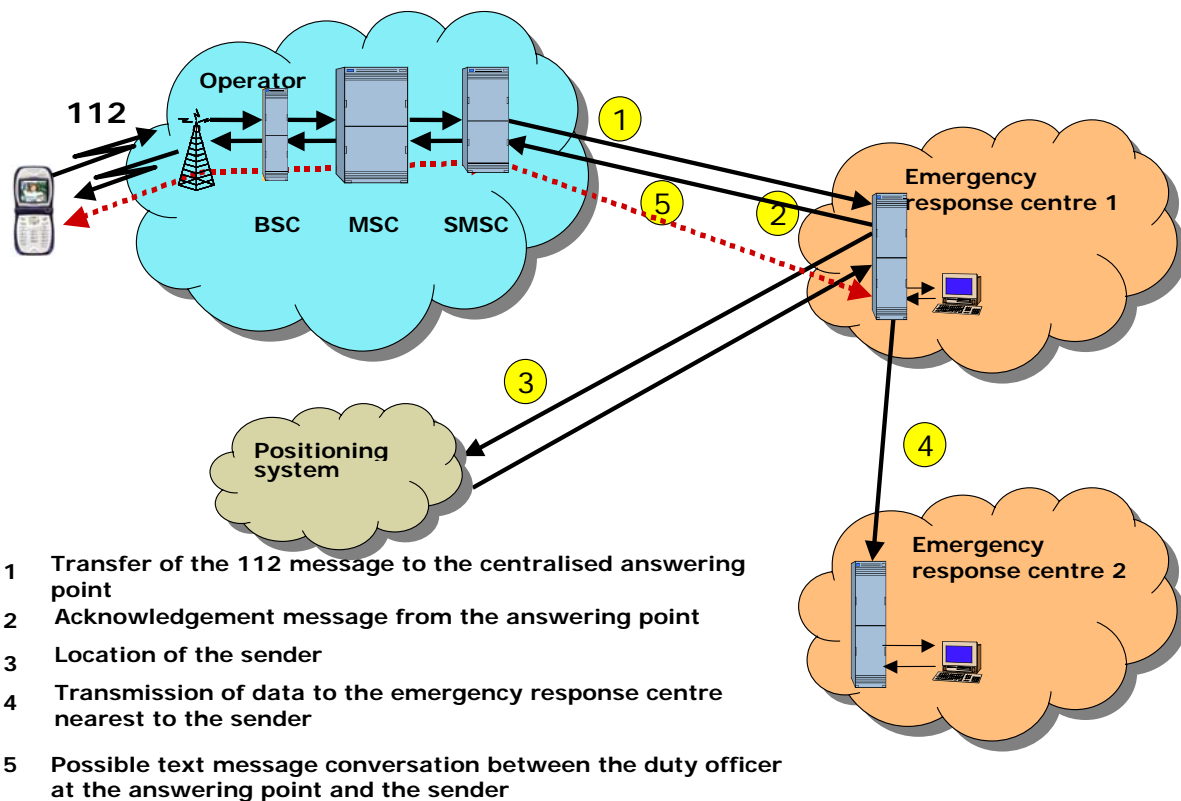 Operator
112
BSC
MSC
SMSC
1
5
2
Emergency
response centre 1
3
4
Positioning
system
Emergency
response centre 2
1 Transfer of the 112 message to the centralised answering
point
2 Acknowledgement message from the answering point
3 Location of the sender
4 Transmission of data to the emergency response centre
nearest to the sender
5 Possible text message conversation between the duty officer
at the answering point and the sender